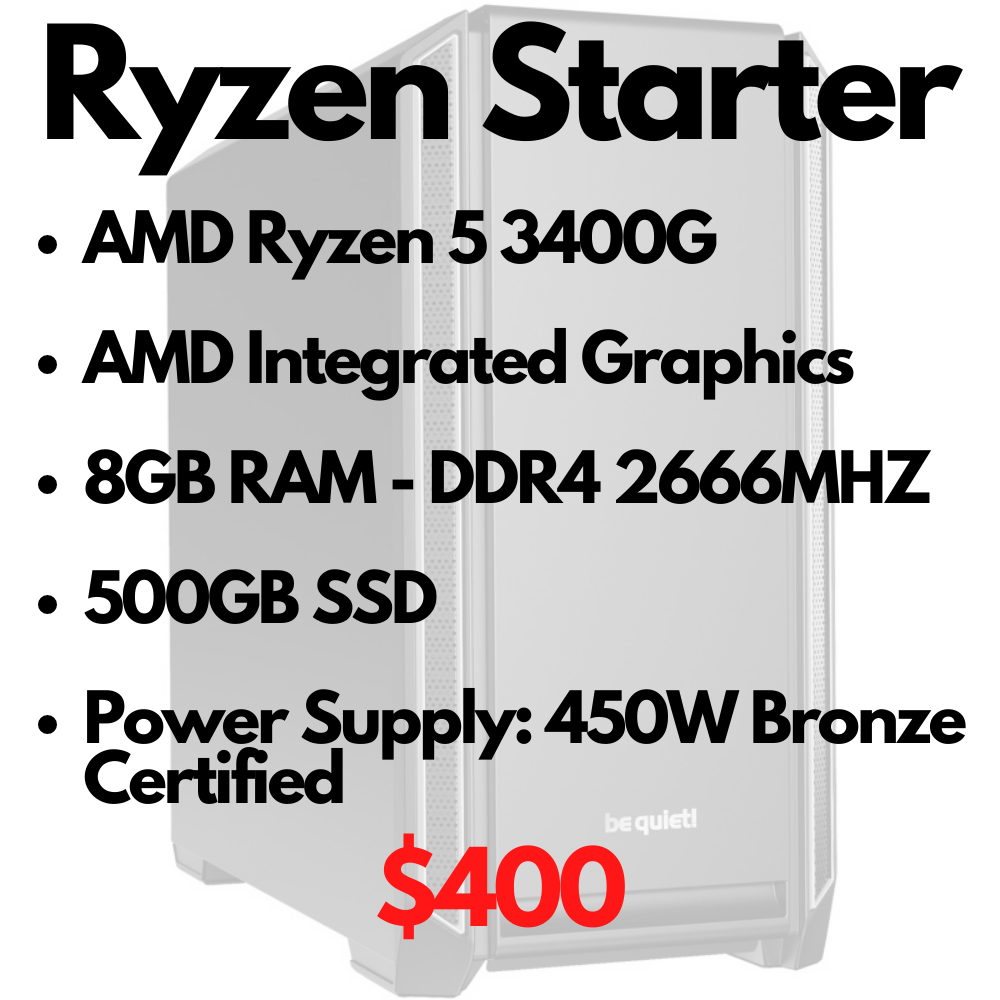 Ryzen Starter
• AMD Ryzen 5 3400G
• AMD Integrated Graphics
• 8GB RAM - DDR4 2666MHZ
• 500GB SSD
• Power Supply: 450W Bronze
Certified
be quiet!
$400